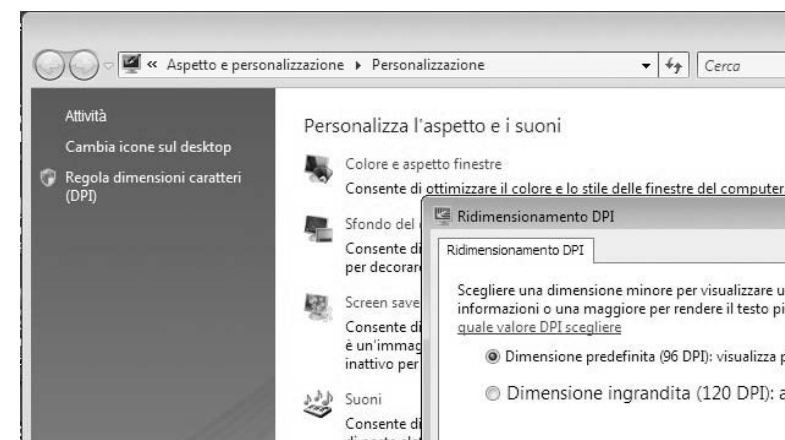 « Aspetto e personalizzazione ▸ Personalizzazione
Cerca
Attività
Cambia icone sul desktop
Regola dimensioni caratteri
(DPI)
Personalizza l'aspetto e i suoni
Colore e aspetto finestre
Consente di ottimizzare il colore e lo stile delle finestre del computer
Sfondo del
Consente di
per decorare
Screen save
Consente di
è un'immag
inattivo per
Suoni
Consente di
Ridimensionamento DPI
Ridimensionamento DPI
Scegliere una dimensione minore per visualizzare u
informazioni o una maggiore per rendere il testo pi
quale valore DPI scegliere
Dimensione predefinita (96 DPI): visualizza p
Dimensione ingrandita (120 DPI): a